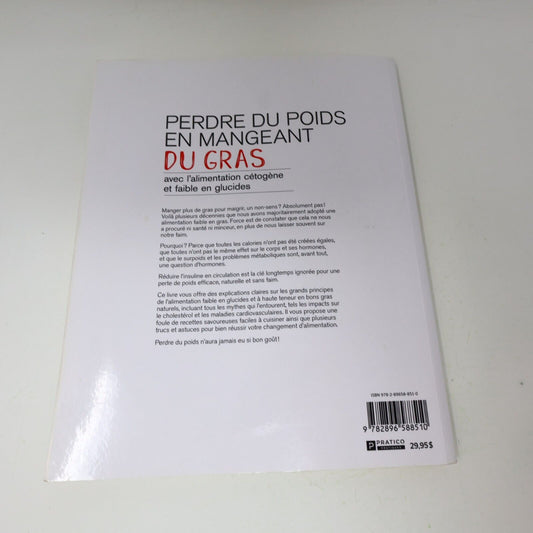 PERDRE DU POIDS
EN MANGEANT
DU GRAS
avec l'alimentation cétogène
et faible en glucides
Manger plus de gras pour maigrir, un non-sens? Absolument pas!
Voilà plusieurs décennies que nous avons majoritairement adopté une
alimentation faible en gras. Force est de constater que cela ne nous
a procuré ni santé ni minceur, en plus de nous laisser souvent sur
notre faim.
Pourquoi? Parce que toutes les calories n'ont pas été créées égales,
que toutes n'ont pas le même effet sur le corps et ses hormones,
et que le surpoids et les problèmes métaboliques sont, avant tout,
une question d'hormones.
Réduire l'insuline en circulation est la clé longtemps ignorée pour une
perte de poids efficace, naturelle et sans faim.
Ce livre vous offre des explications claires sur les grands principes
de l'alimentation faible en glucides et à haute teneur en bons gras
naturels, incluant tous les mythes qui l'entourent, tels les impacts sur
le cholestérol et les maladies cardiovasculaires. Il vous propose une
foule de recettes savoureuses faciles à cuisiner ainsi que plusieurs
trucs et astuces pour bien réussir votre changement d'alimentation.
Perdre du poids n'aura jamais eu si bon goût!
ISBN 978-2-89658-851-0
9 782896 588510
P PRATICO
29,95$